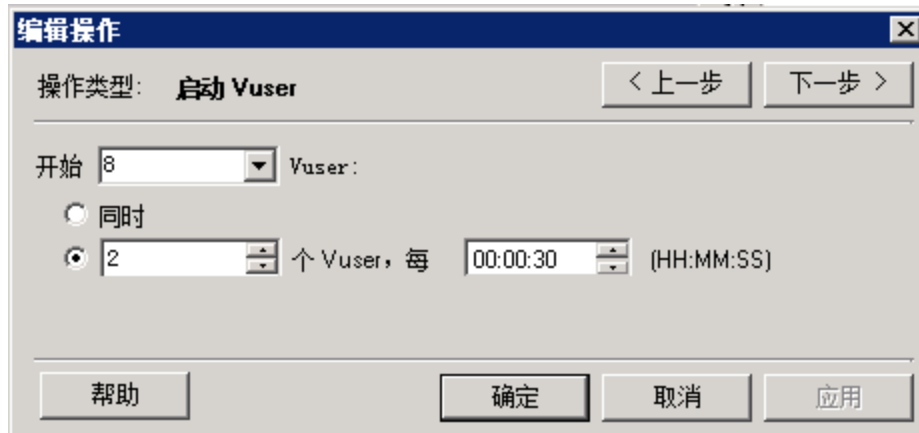 编辑操作
操作类型: 启动 Vuser < 上一步 下一步 >
开始 8 Vuser:
同时
2 个 Vuser，每 00:00:30 (HH:MM:SS)
帮助 确定 取消 应用